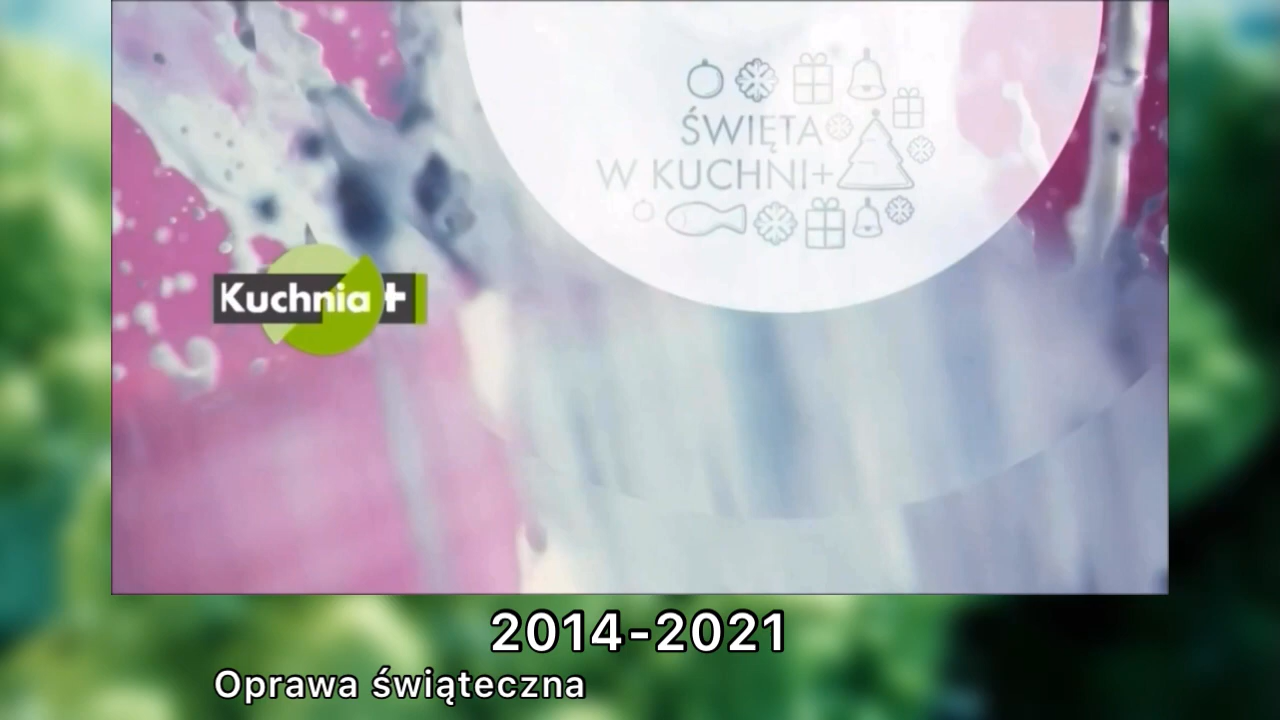 ŚWIĘTA
W KUCHNI+
Kuchnia+
2014-2021
Oprawa świąteczna